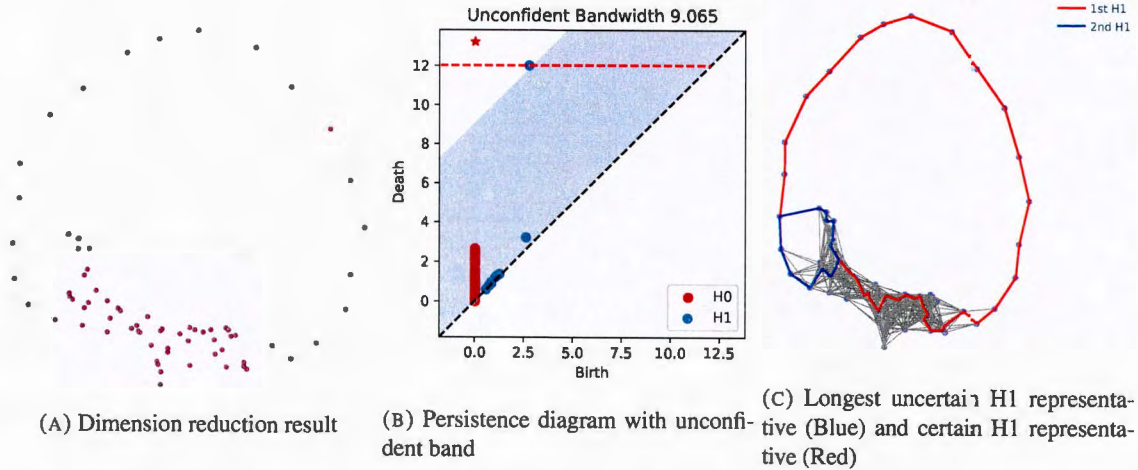 Unconfident Bandwidth 9.065
1st H1
2nd H1
12
10
8
6
4
2
0
Death
H0
H1
0.0 2.5 5.0 7.5 10.0 12.5
Birth
(A) Dimension reduction result
(B) Persistence diagram with unconfi-
dent band
(C) Longest uncertain H1 representa-
tive (Blue) and certain H1 representa-
tive (Red)